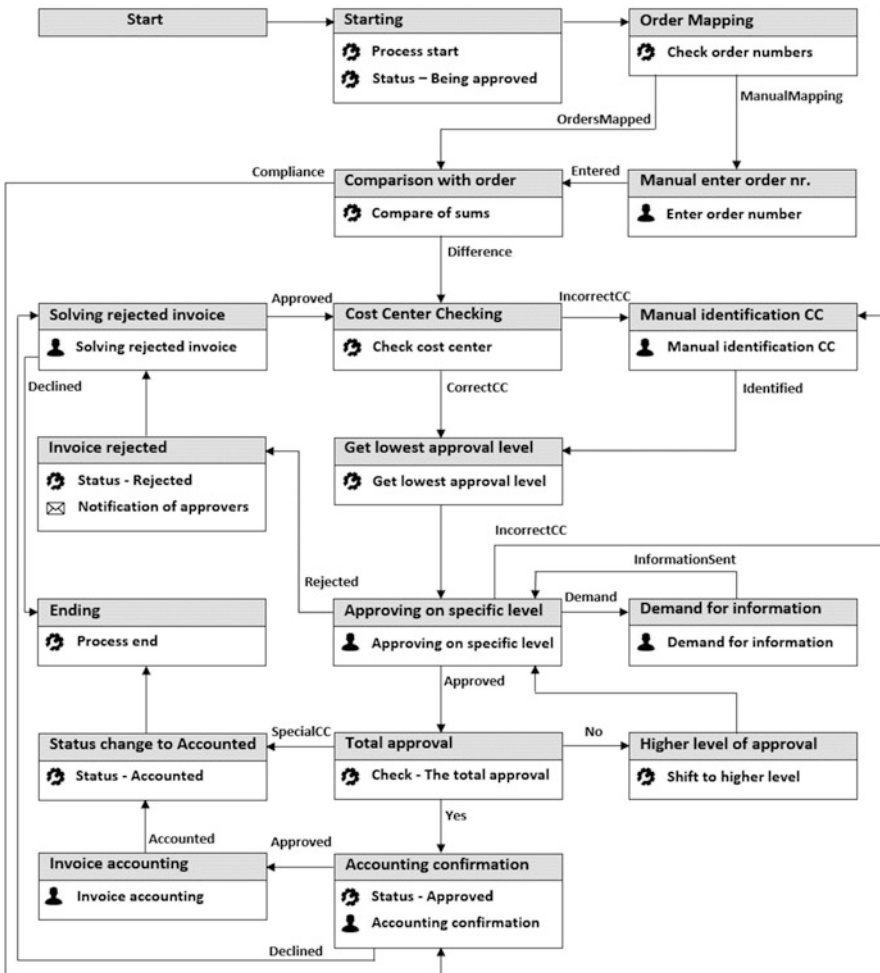 Start
Starting
Process start
Status – Being approved
Order Mapping
Check order numbers
ManualMapping
OrdersMapped
Compliance
Comparison with order
Compare of sums
Entered
Manual enter order nr.
Enter order number
Difference
Solving rejected invoice
Solving rejected invoice
Approved
Cost Center Checking
Check cost center
IncorrectCC
Manual identification CC
Manual identification CC
Declined
CorrectCC
Identified
Invoice rejected
Status - Rejected
Notification of approvers
Get lowest approval level
Get lowest approval level
IncorrectCC
InformationSent
Rejected
Ending
Process end
Approving on specific level
Approving on specific level
Demand
Demand for information
Demand for information
Approved
Status change to Accounted
Status - Accounted
SpecialCC
Total approval
Check - The total approval
No
Higher level of approval
Shift to higher level
Yes
Accounted
Invoice accounting
Invoice accounting
Approved
Accounting confirmation
Status - Approved
Accounting confirmation
Declined